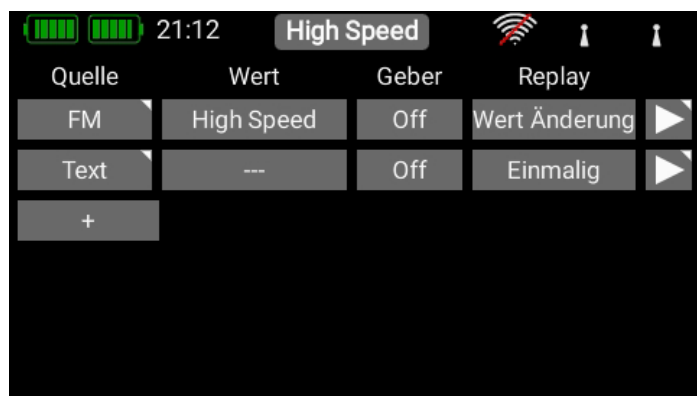 21:12 High Speed
Quelle Wert Geber Replay
FM High Speed Off Wert Änderung
Text --- Off Einmalig
+